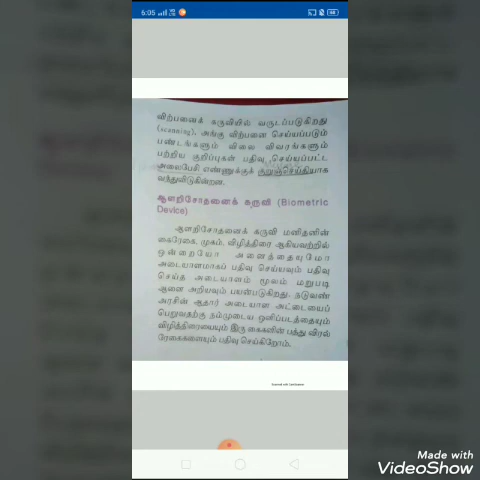 6:05
விற்பனைக் கருவியில் வருடப்படுகிறது
(scanning), அங்கு விற்பனை செய்யப்படும்
பண்டங்களும் விலை விவரங்களும்
பற்றிய குறிப்புகள் பதிவு செய்யப்பட்ட
அலைபேசி எண்ணுக்குக் குறுஞ்செய்தியாக
வந்துவிடுகின்றன.
ஆளறிசோதனைக் கருவி (Biometric
Device)
ஆளறிசோதனைக் கருவி மனிதனின்
கைரேகை, முகம், விழித்திரை ஆகியவற்றில்
ஒன்றையோ அனைத்தையுமோ
அடையாளமாகப் பதிவு செய்யவும் பதிவு
செய்த அடையாளம் மூலம் மறுபடி
ஆளை அறியவும் பயன்படுகிறது. நடுவண்
அரசின் ஆதார் அடையாள அட்டையைப்
பெறுவதற்கு நம்முடைய ஒளிப்படத்தையும்
விழித்திரையையும் இரு கைகளின் பத்து விரல்
ரேகைகளையும் பதிவு செய்கிறோம்.
Made with
VideoShow